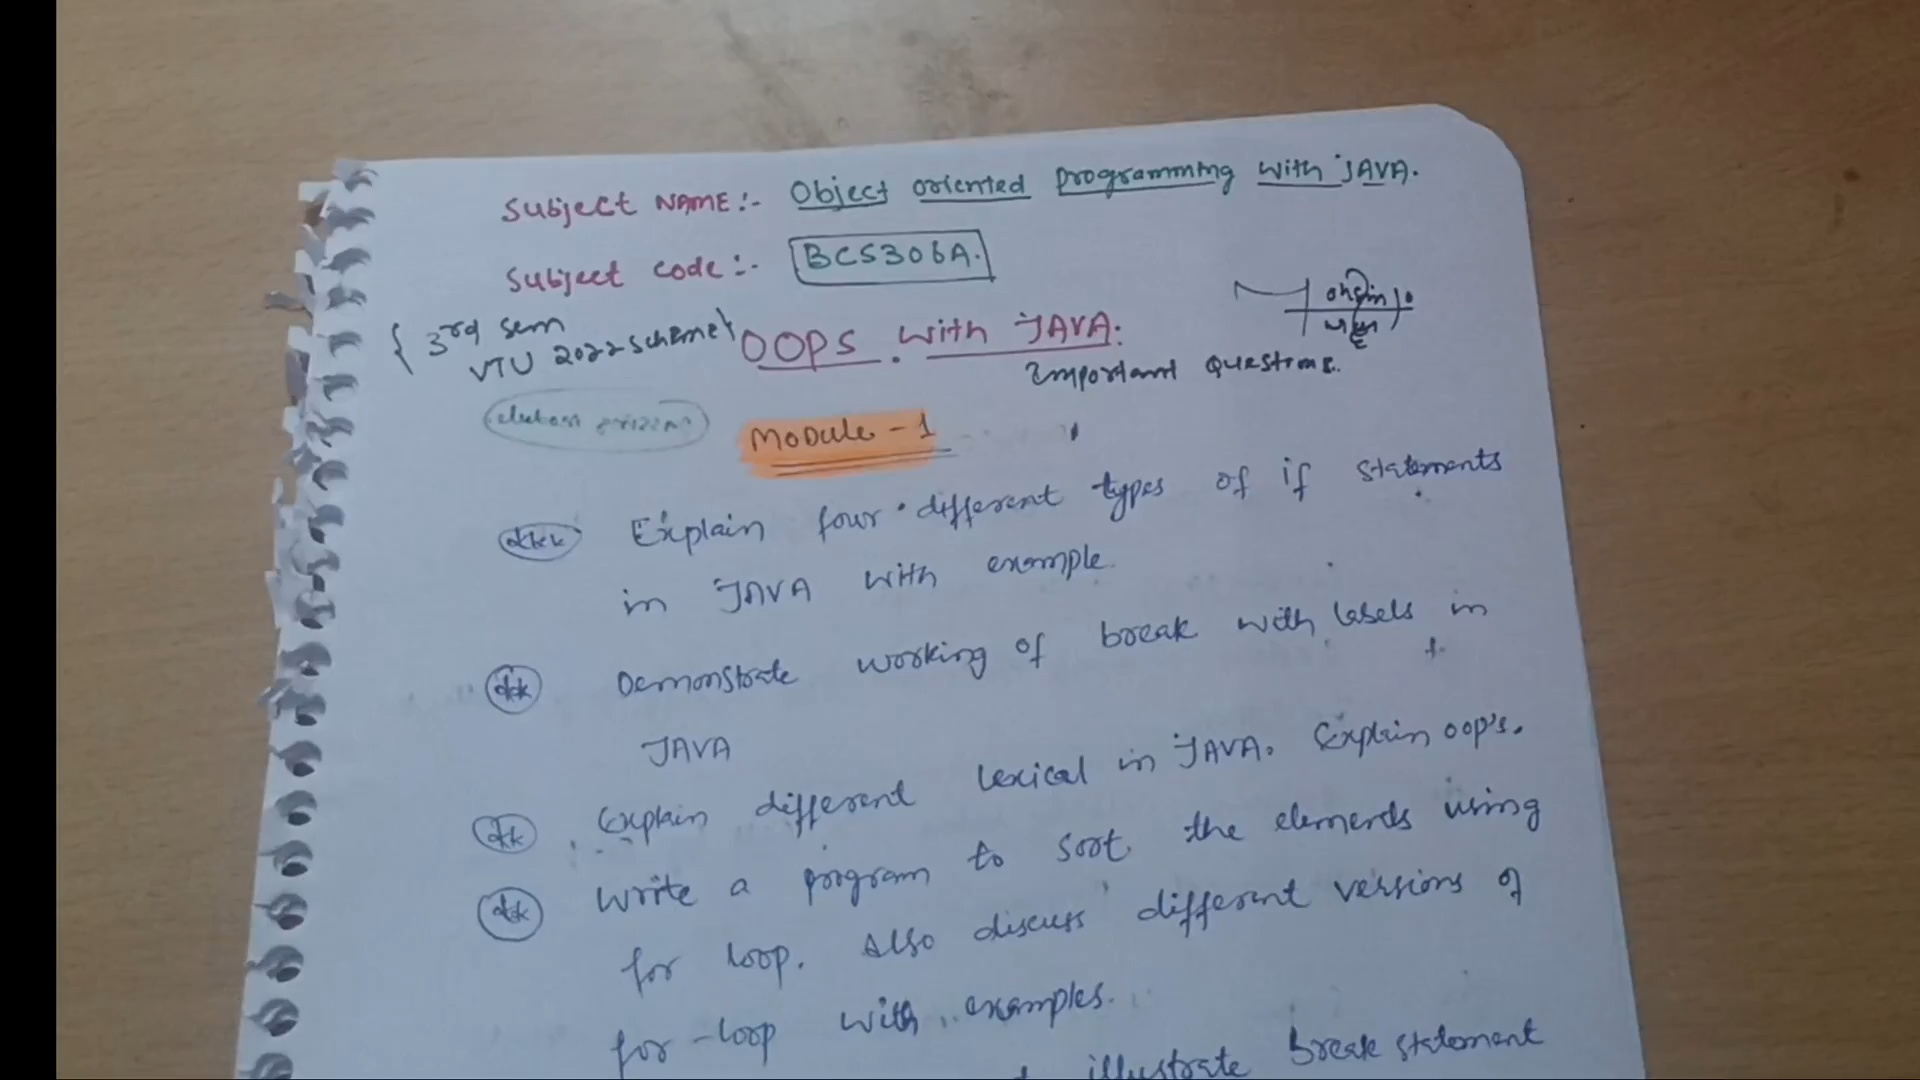 Subject NAME:- Object oriented programming with JAVA.
Subject code:- BCS306A.
{ 3rd sem
VTU 2022 scheme}
OOPS with JAVA.
Important Questions.
Module-1
Explain four different types of if statements
in JAVA with example.
Demonstrate working of break with labels in
JAVA
Explain different lexical in JAVA. Explain oop's.
Write a program to sort the elements using
for loop. Also discuss different versions of
for-loop with examples.
illustrate break statement